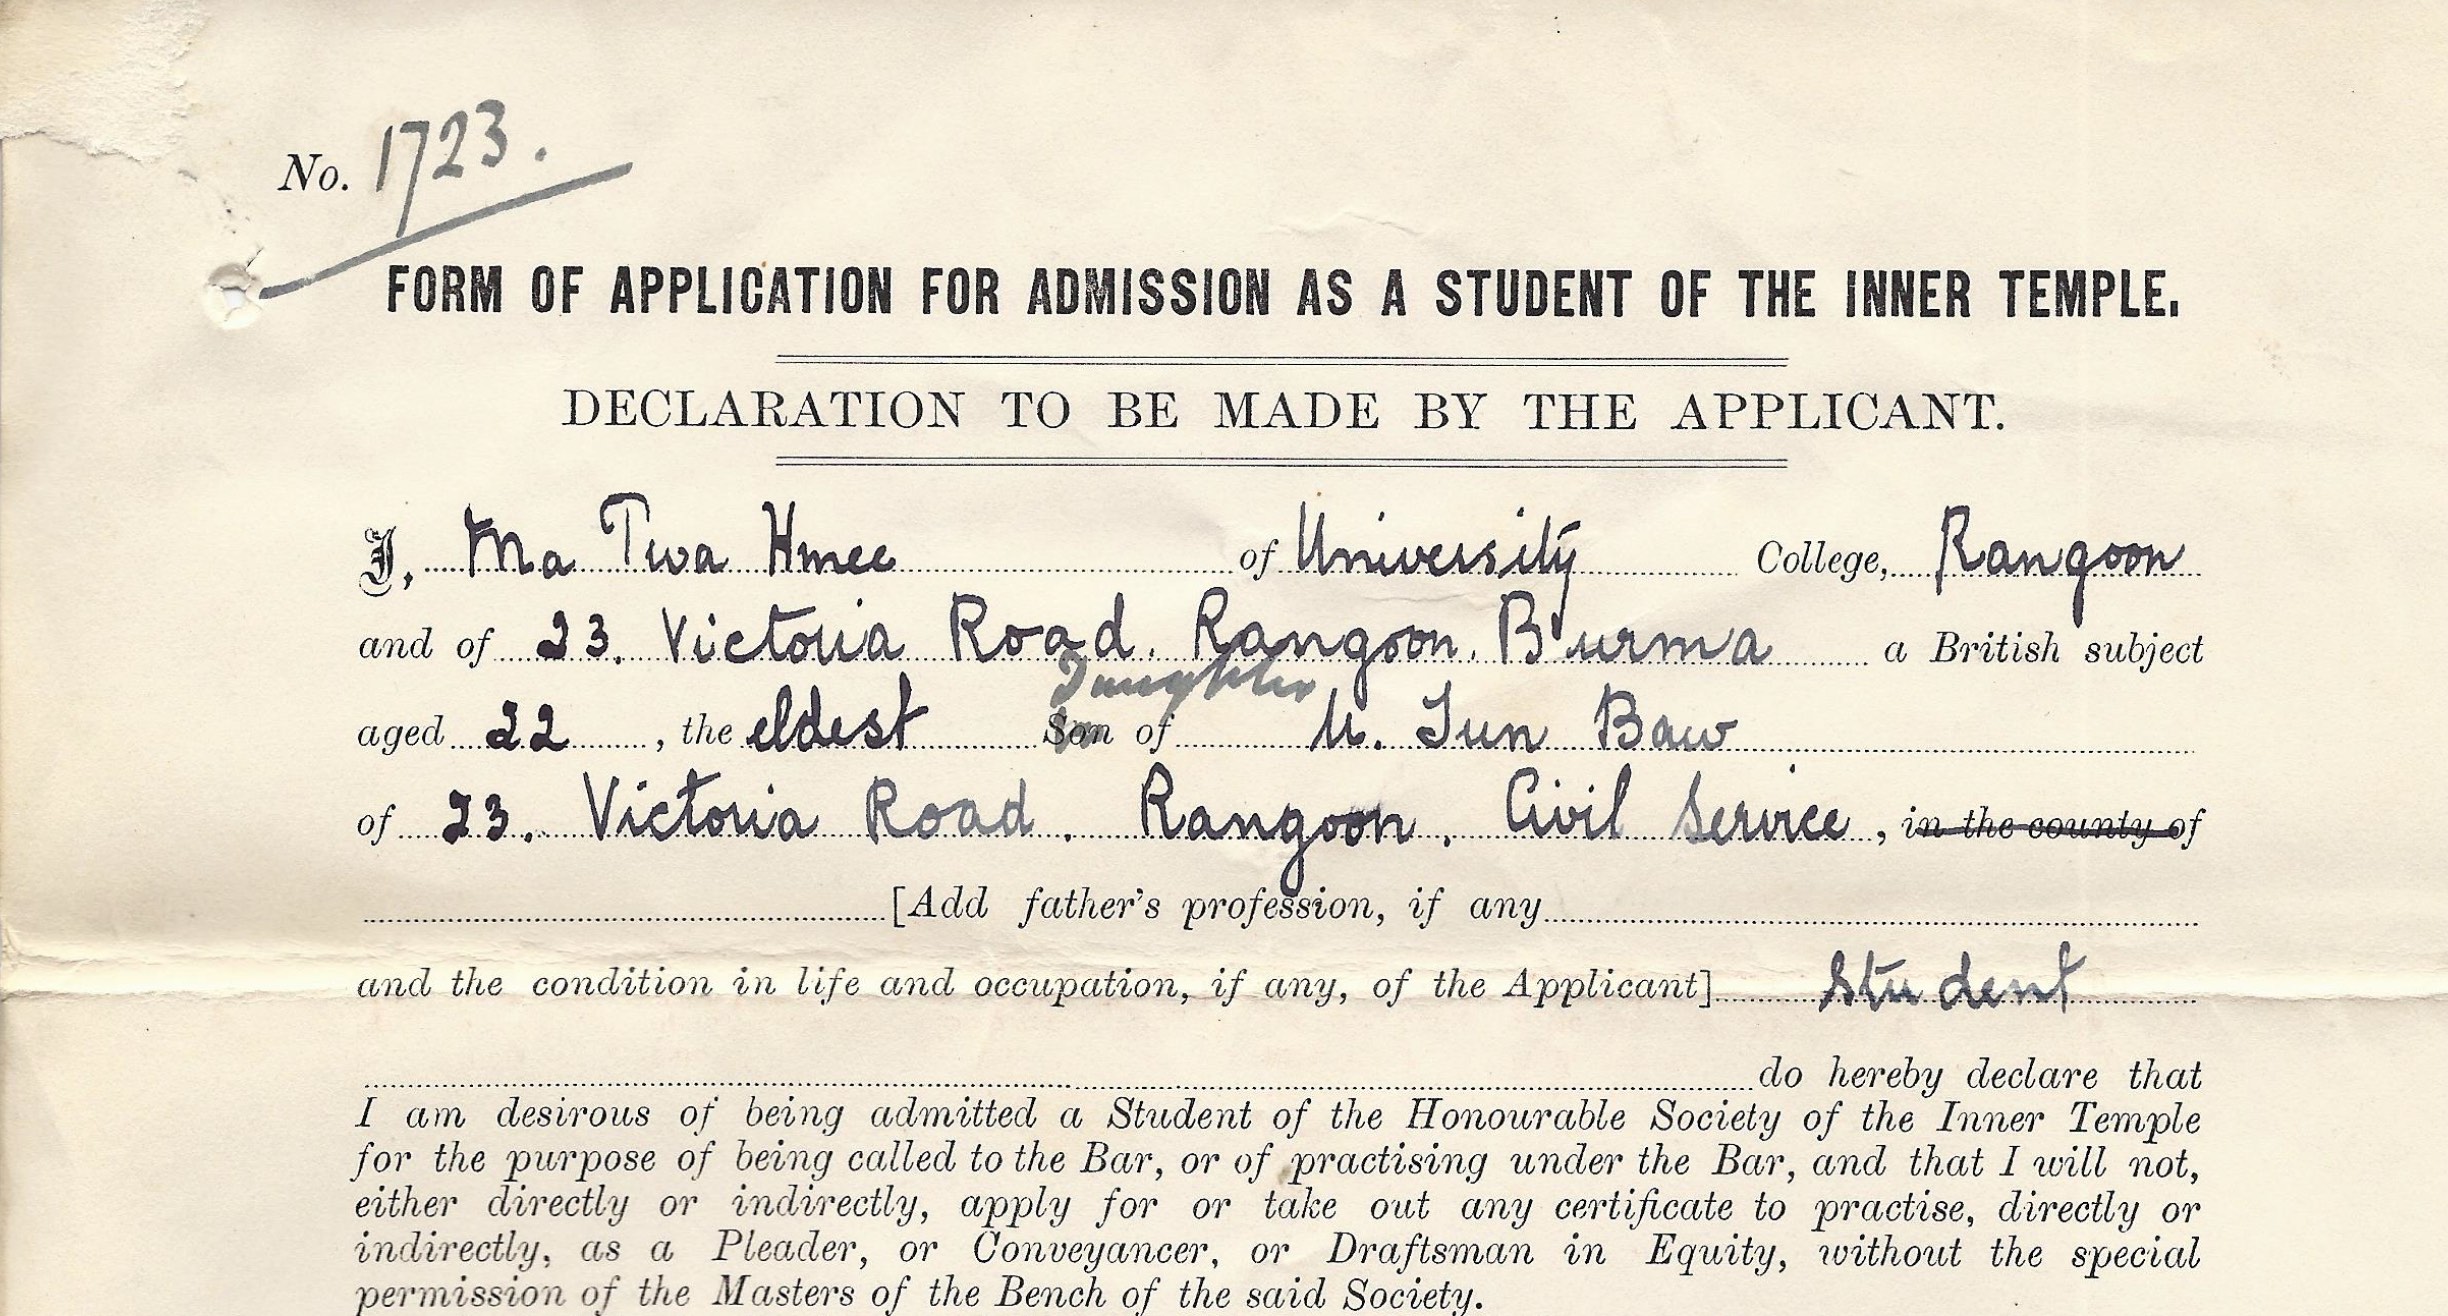 No. 1723.
FORM OF APPLICATION FOR ADMISSION AS A STUDENT OF THE INNER TEMPLE.
DECLARATION TO BE MADE BY THE APPLICANT.
I, Ma Twa Hmee of University College, Rangoon
and of 23. Victoria Road. Rangoon. Burma a British subject
Daughter
aged 22, the eldest Son of U. Tun Baw
of 23. Victoria Road. Rangoon. Civil Service, in the county of
[Add father's profession, if any
and the condition in life and occupation, if any, of the Applicant] Student
do hereby declare that
I am desirous of being admitted a Student of the Honourable Society of the Inner Temple
for the purpose of being called to the Bar, or of practising under the Bar, and that I will not,
either directly or indirectly, apply for or take out any certificate to practise, directly or
indirectly, as a Pleader, or Conveyancer, or Draftsman in Equity, without the special
permission of the Masters of the Bench of the said Society.